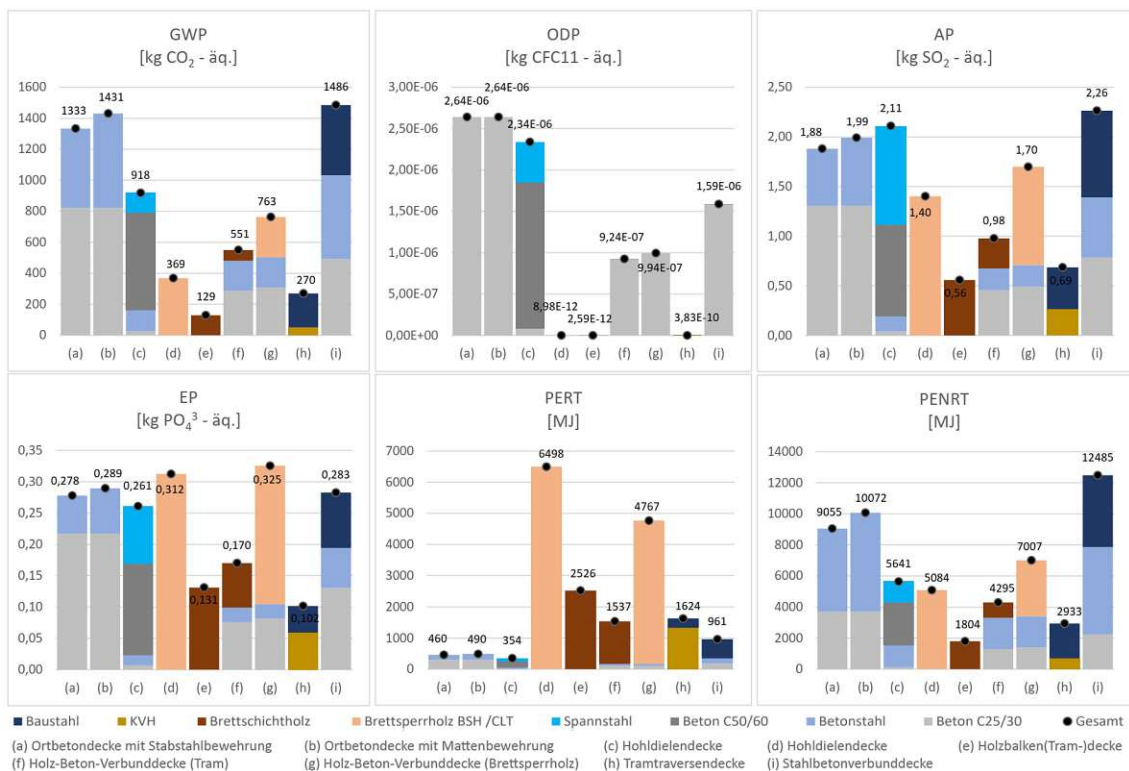 GWP
[kg CO₂ - äq.]
1600
1400
1200
1000
800
600
400
200
0
1333
1431
918
369
129
551
763
270
1486
(a) (b) (c) (d) (e) (f) (g) (h) (i)
ODP
[kg CFC11 - äq.]
3,00E-06
2,50E-06
2,00E-06
1,50E-06
1,00E-06
5,00E-07
0,00E+00
2,64E-06
2,64E-06
2,34E-06
8,98E-12
2,59E-12
9,24E-07
9,94E-07
3,83E-10
1,59E-06
(a) (b) (c) (d) (e) (f) (g) (h) (i)
AP
[kg SO₂ - äq.]
2,50
2,00
1,50
1,00
0,50
0,00
1,88
1,99
2,11
1,40
0,56
0,98
1,70
0,69
2,26
(a) (b) (c) (d) (e) (f) (g) (h) (i)
EP
[kg PO₄³ - äq.]
0,35
0,30
0,25
0,20
0,15
0,10
0,05
0,00
0,278
0,289
0,261
0,312
0,131
0,170
0,325
0,102
0,283
(a) (b) (c) (d) (e) (f) (g) (h) (i)
PERT
[MJ]
7000
6000
5000
4000
3000
2000
1000
0
460
490
354
6498
2526
1537
4767
1624
961
(a) (b) (c) (d) (e) (f) (g) (h) (i)
PENRT
[MJ]
14000
12000
10000
8000
6000
4000
2000
0
9055
10072
5641
5084
1804
4295
7007
2933
12485
(a) (b) (c) (d) (e) (f) (g) (h) (i)
Baustahl KVH Brettschichtholz Brettsperrholz BSH /CLT Spannstahl Beton C50/60 Betonstahl Beton C25/30 Gesamt
(a) Ortbetondecke mit Stabstahlbewehrung (b) Ortbetondecke mit Mattenbewehrung (c) Hohldielendecke (d) Hohldielendecke (e) Holzbalken(Tram-)decke
(f) Holz-Beton-Verbunddecke (Tram) (g) Holz-Beton-Verbunddecke (Brettsperrholz) (h) Tramtraversendecke (i) Stahlbetonverbunddecke